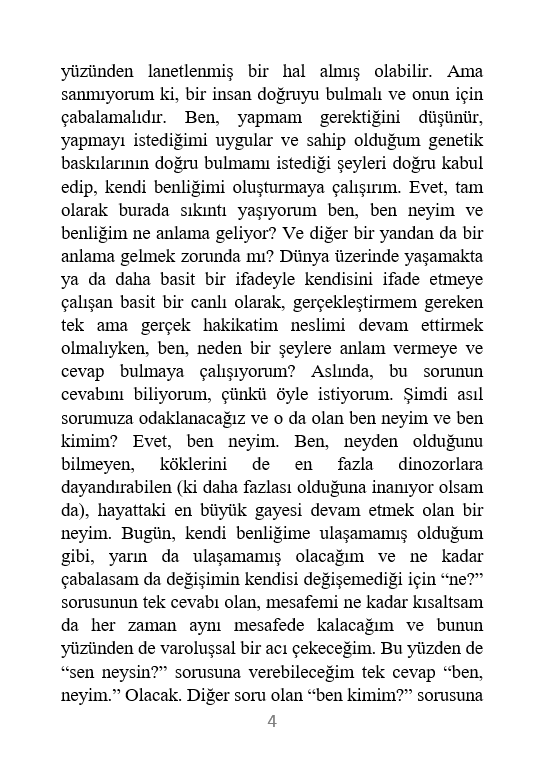 yüzünden lanetlenmiş bir hal almış olabilir. Ama
sanmıyorum ki, bir insan doğruyu bulmalı ve onun için
çabalamalıdır. Ben, yapmam gerektiğini düşünür,
yapmayı istediğimi uygular ve sahip olduğum genetik
baskılarının doğru bulmamı istediği şeyleri doğru kabul
edip, kendi benliğimi oluşturmaya çalışırım. Evet, tam
olarak burada sıkıntı yaşıyorum ben, ben neyim ve
benliğim ne anlama geliyor? Ve diğer bir yandan da bir
anlama gelmek zorunda mı? Dünya üzerinde yaşamakta
ya da daha basit bir ifadeyle kendisini ifade etmeye
çalışan basit bir canlı olarak, gerçekleştirmem gereken
tek ama gerçek hakikatim neslimi devam ettirmek
olmalıyken, ben, neden bir şeylere anlam vermeye ve
cevap bulmaya çalışıyorum? Aslında, bu sorunun
cevabını biliyorum, çünkü öyle istiyorum. Şimdi asıl
sorumuza odaklanacağız ve o da olan ben neyim ve ben
kimim? Evet, ben neyim. Ben, neyden olduğunu
bilmeyen, köklerini de en fazla dinozorlara
dayandırabilen (ki daha fazlası olduğuna inanıyor olsam
da), hayattaki en büyük gayesi devam etmek olan bir
neyim. Bugün, kendi benliğime ulaşamamış olduğum
gibi, yarın da ulaşamamış olacağım ve ne kadar
çabalasam da değişimin kendisi değişemediği için “ne?”
sorusunun tek cevabı olan, mesafemi ne kadar kısaltsam
da her zaman aynı mesafede kalacağım ve bunun
yüzünden de varoluşsal bir acı çekeceğim. Bu yüzden de
“sen neysin?” sorusuna verebileceğim tek cevap “ben,
neyim.” Olacak. Diğer soru olan “ben kimim?” sorusuna
4